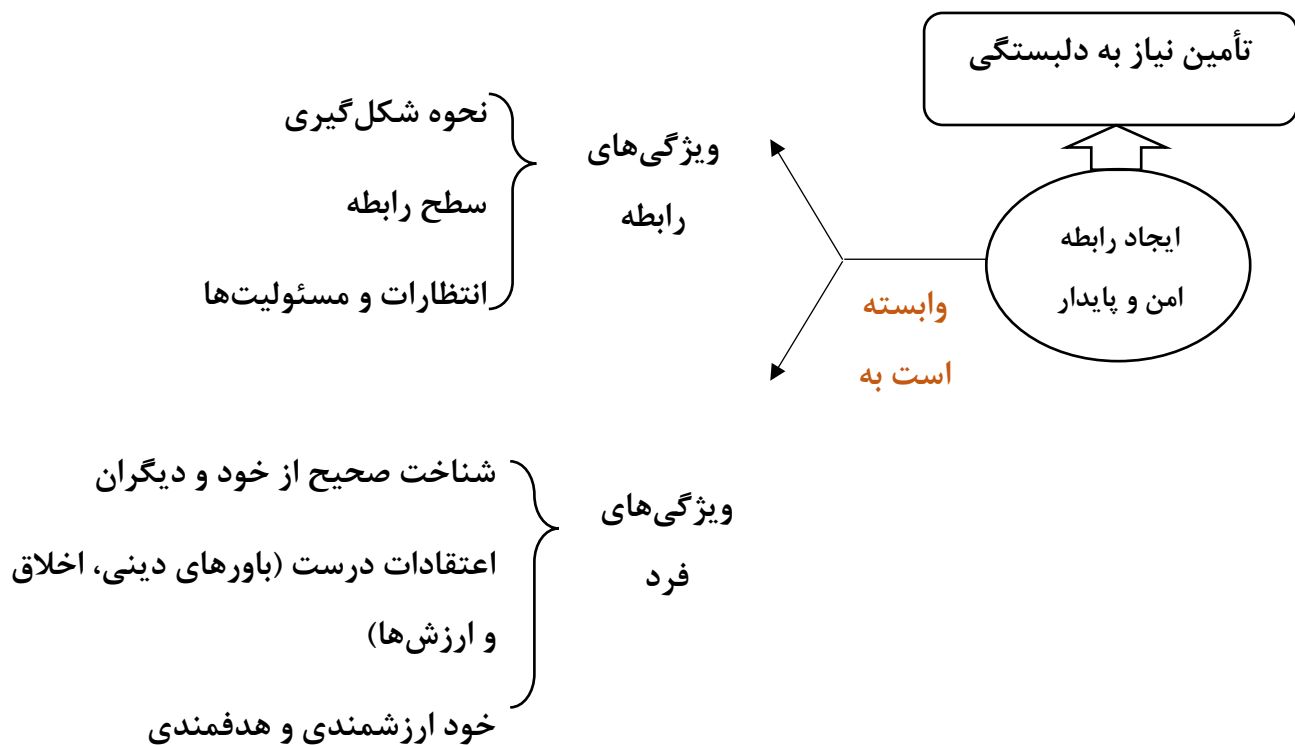 تأمین نیاز به دلبستگی
ایجاد رابطه
امن و پایدار
وابسته
است به
ویژگی‌های
رابطه
نحوه شکل‌گیری
سطح رابطه
انتظارات و مسئولیت‌ها
ویژگی‌های
فرد
شناخت صحیح از خود و دیگران
اعتقادات درست (باورهای دینی، اخلاق
و ارزش‌ها)
خود ارزشمندی و هدفمندی